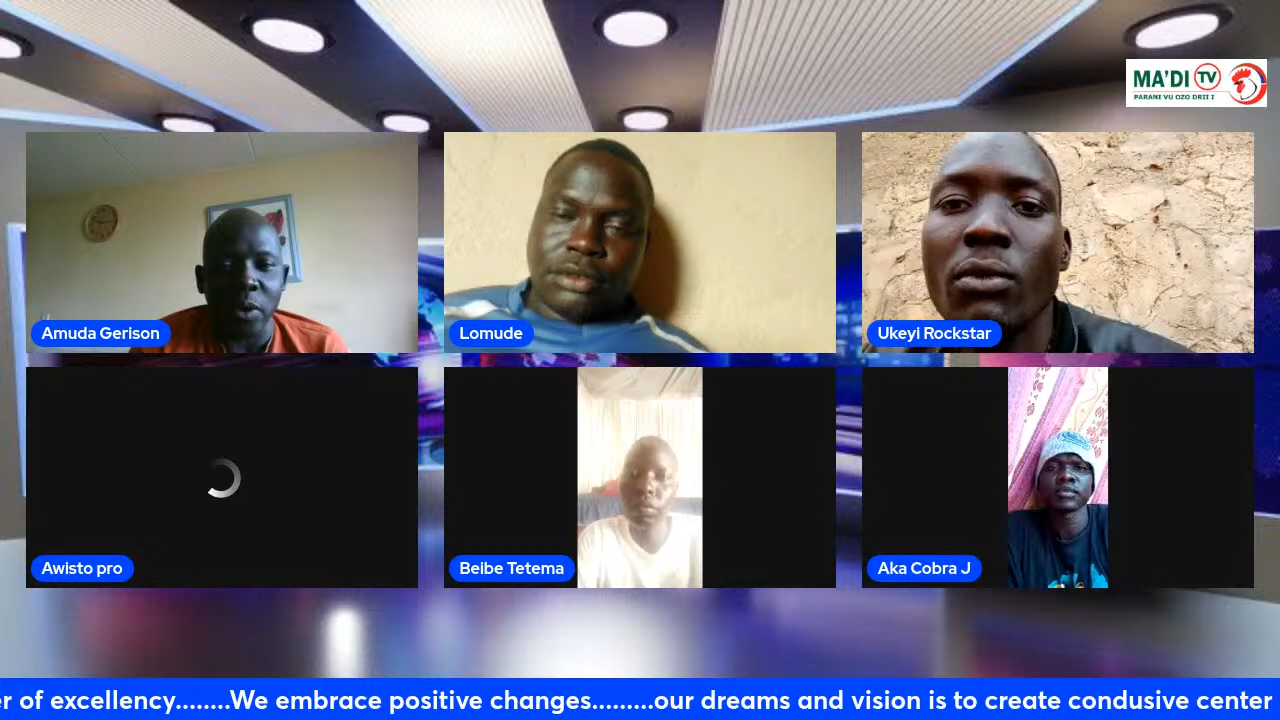 MA'DI TV
PARANI VU OZO DRII I
Amuda Gerison
Lomude
Ukeyi Rockstar
Awisto pro
Beibe Tetema
Aka Cobra J
of excellency........We embrace positive changes.........our dreams and vision is to create condusive center